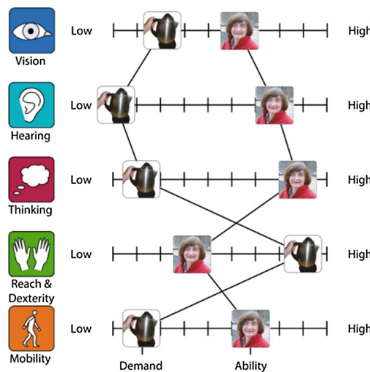 Low High
Vision
Low High
Hearing
Low High
Thinking
Low High
Reach &
Dexterity
Low High
Mobility
Demand Ability